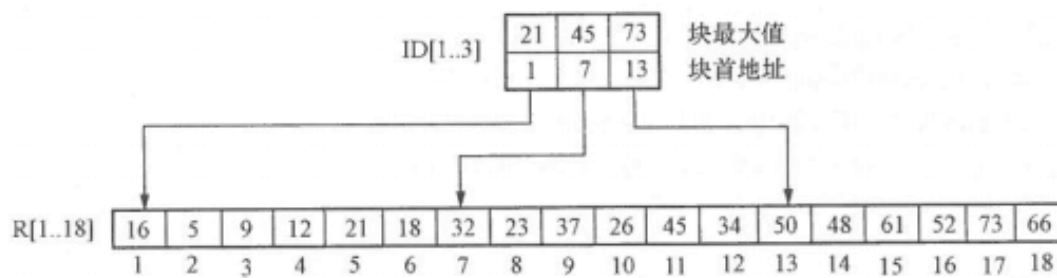 21 45 73 块最大值
ID[1..3]
1 7 13 块首地址
R[1..18] 16 5 9 12 21 18 32 23 37 26 45 34 50 48 61 52 73 66
1 2 3 4 5 6 7 8 9 10 11 12 13 14 15 16 17 18